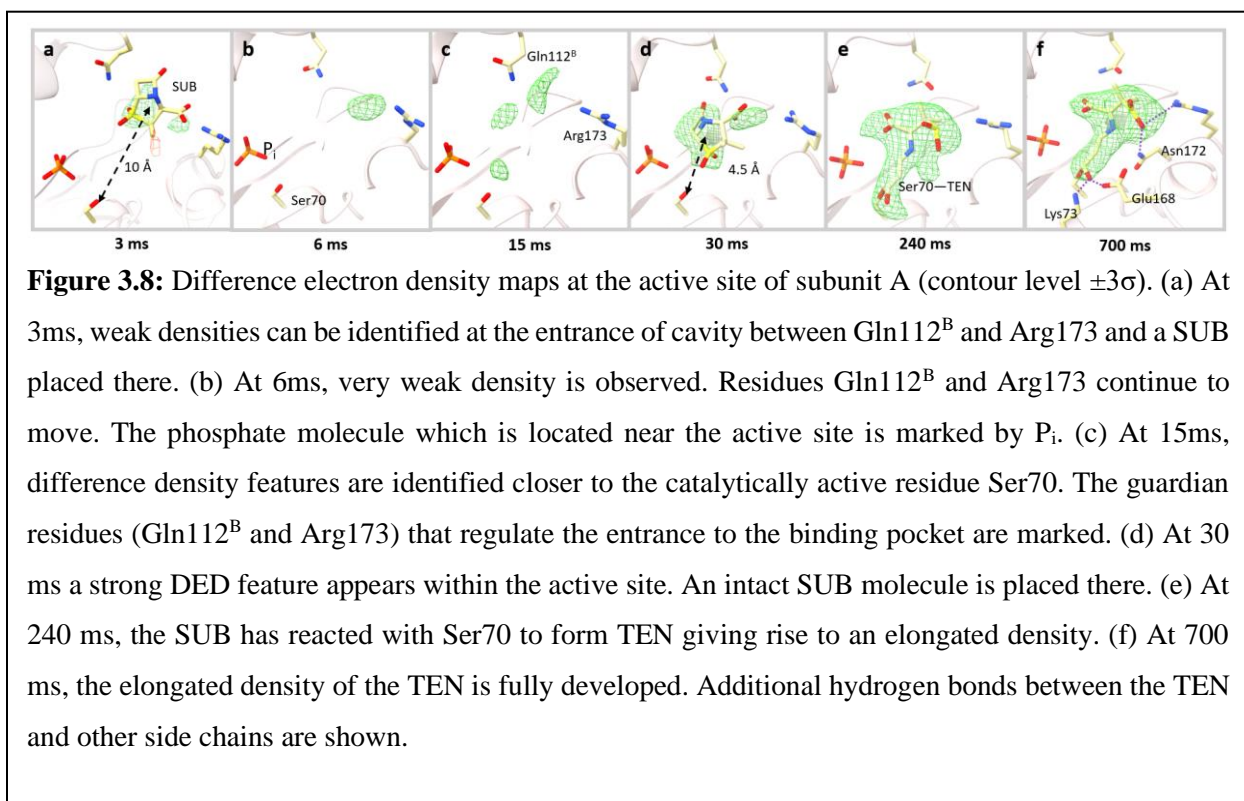 a b c d e f
SUB
10 Å
Pi
Ser70
Gln112ᴮ
Arg173
4.5 Å
Ser70—TEN
Asn172
Glu168
Lys73
3 ms 6 ms 15 ms 30 ms 240 ms 700 ms
Figure 3.8: Difference electron density maps at the active site of subunit A (contour level ±3σ). (a) At
3ms, weak densities can be identified at the entrance of cavity between Gln112ᴮ and Arg173 and a SUB
placed there. (b) At 6ms, very weak density is observed. Residues Gln112ᴮ and Arg173 continue to
move. The phosphate molecule which is located near the active site is marked by Pᵢ. (c) At 15ms,
difference density features are identified closer to the catalytically active residue Ser70. The guardian
residues (Gln112ᴮ and Arg173) that regulate the entrance to the binding pocket are marked. (d) At 30
ms a strong DED feature appears within the active site. An intact SUB molecule is placed there. (e) At
240 ms, the SUB has reacted with Ser70 to form TEN giving rise to an elongated density. (f) At 700
ms, the elongated density of the TEN is fully developed. Additional hydrogen bonds between the TEN
and other side chains are shown.